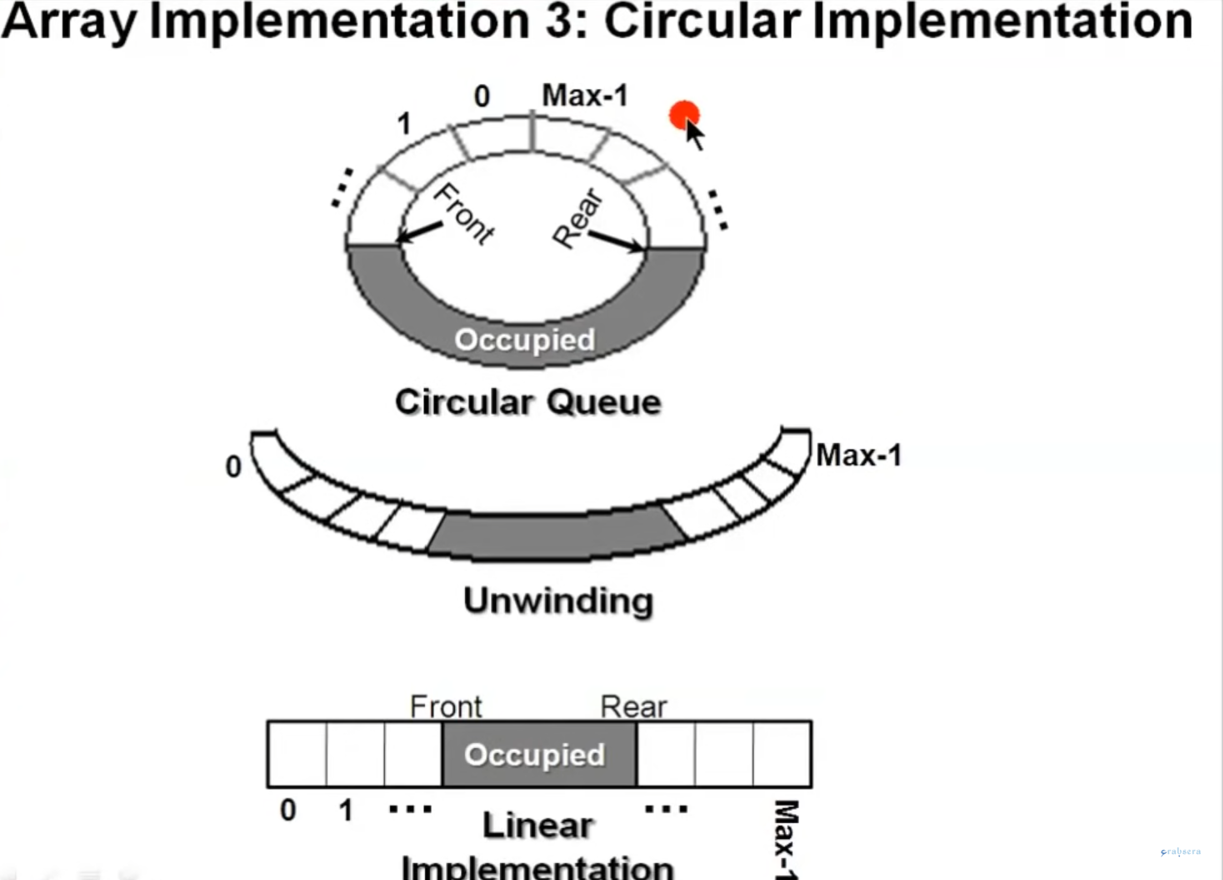 Array Implementation 3: Circular Implementation
0 Max-1
1
...
...
Front
Rear
Occupied
Circular Queue
0
Max-1
Unwinding
Front Rear
Occupied
0 1 ... ...
Max-1
Linear
Implementation